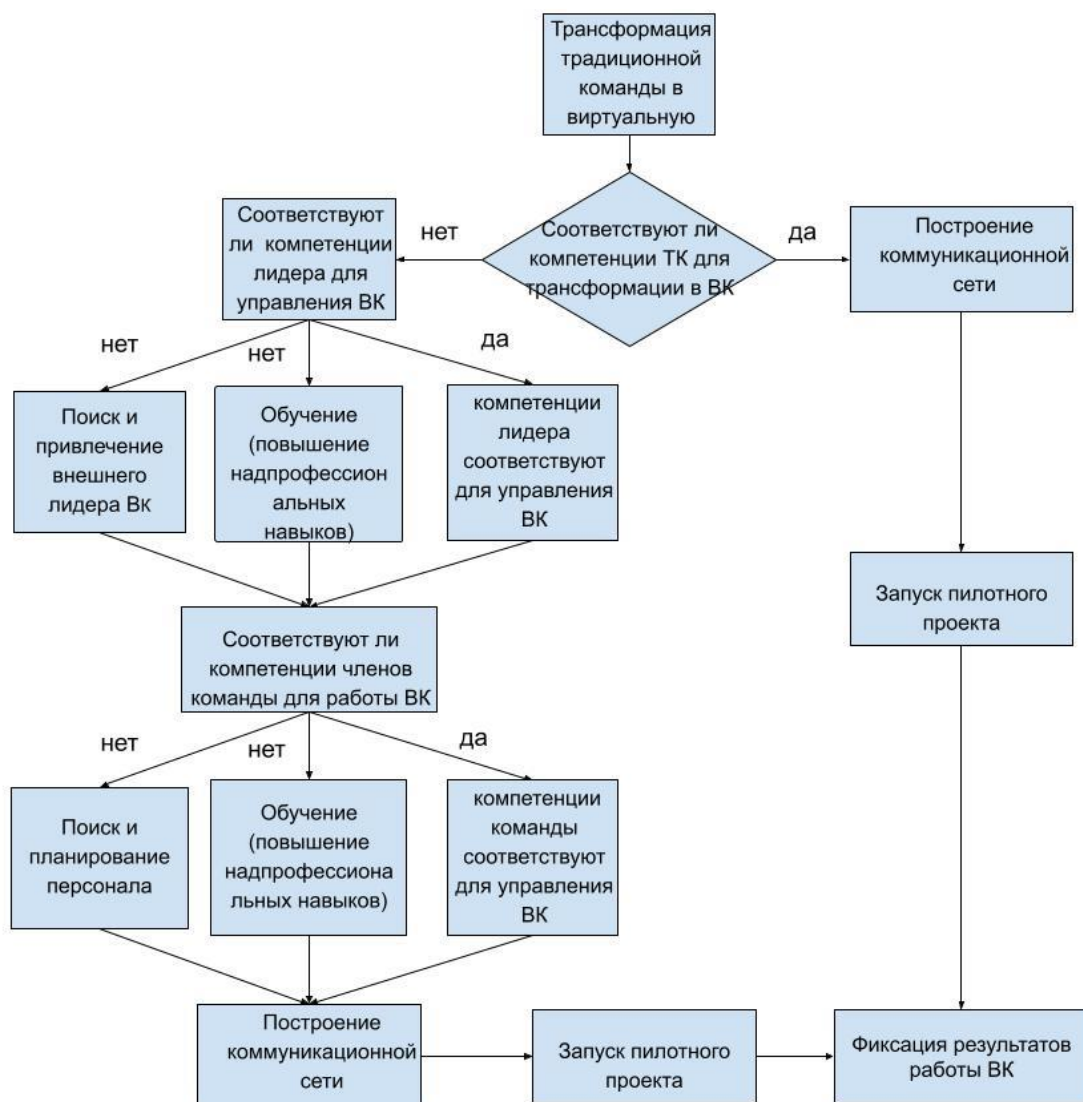 Трансформация
традиционной
команды в
виртуальную
Соответствуют
ли компетенции
лидера для
управления ВК
нет
Соответствуют ли
компетенции ТК для
трансформации в ВК
да
Построение
коммуникационной
сети
нет
нет
да
Поиск и
привлечение
внешнего
лидера Вк
Обучение
(повышение
надпрофессион
альных
навыков)
компетенции
лидера
соответствуют
для управления
ВК
Запуск пилотного
проекта
Соответствуют ли
компетенции членов
команды для работы ВК
нет
нет
да
Поиск и
планирование
персонала
Обучение
(повышение
надпрофессиона
льных навыков)
компетенции
команды
соответствуют
для управления
ВК
Построение
коммуникационной
сети
Запуск пилотного
проекта
Фиксация результатов
работы ВК